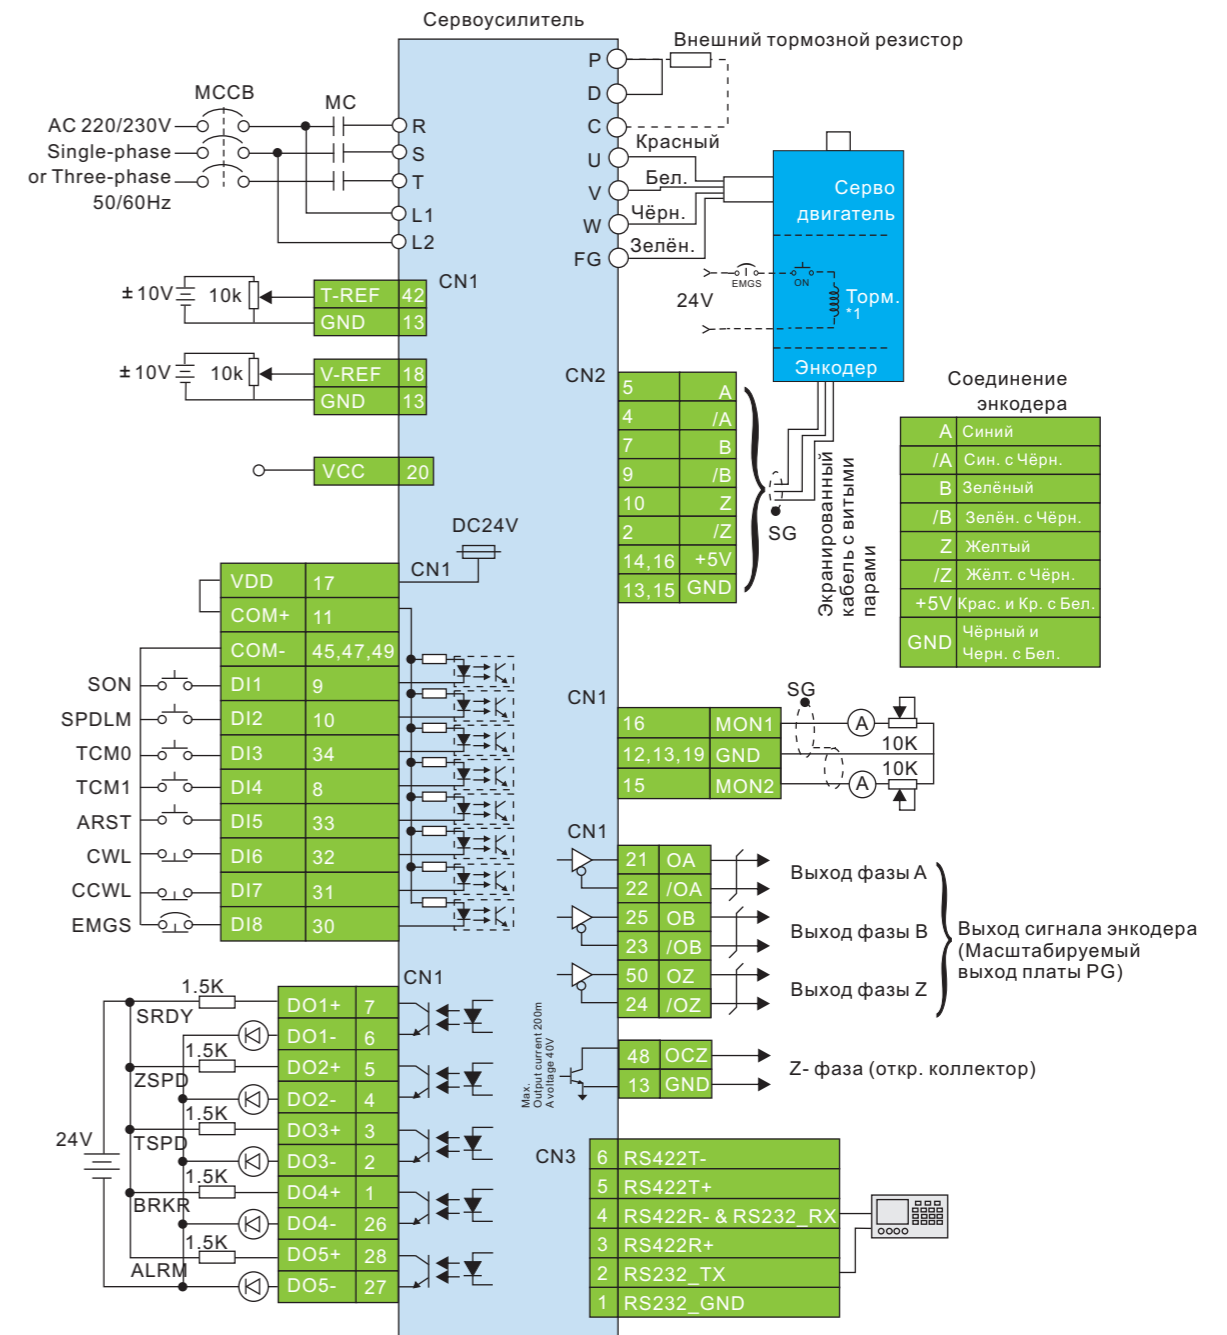 Сервоусилитель
MCCB
MC
AC 220/230V
Single-phase
or Three-phase
50/60Hz
R
S
T
L1
L2
P
D
C
U
V
W
FG
Внешний тормозной резистор
Красный
Бел.
Чёрн.
Зелён.
Серво
двигатель
24V
EMGS
ON
Торм.
*1
Энкодер
CN1
±10V
10k
T-REF 42
GND 13
±10V
10k
V-REF 18
GND 13
VCC 20
CN2
5 A
4 /A
7 B
9 /B
10 Z
2 /Z
14,16 +5V
13,15 GND
SG
Экранированный
кабель с витыми
парами
Соединение
энкодера
A Синий
/A Син. с Чёрн.
B Зелёный
/B Зелён. с Чёрн.
Z Желтый
/Z Жёлт. с Чёрн.
+5V Крас. и Кр. с Бел.
GND Чёрный и
Черн. с Бел.
DC24V
CN1
VDD 17
COM+ 11
COM- 45,47,49
SON DI1 9
SPDLM DI2 10
TCM0 DI3 34
TCM1 DI4 8
ARST DI5 33
CWL DI6 32
CCWL DI7 31
EMGS DI8 30
CN1
SG
16 MON1
12,13,19 GND
15 MON2
A
10K
10K
A
CN1
21 OA
22 /OA
25 OB
23 /OB
50 OZ
24 /OZ
Выход фазы A
Выход фазы B
Выход фазы Z
Выход сигнала энкодера
(Масштабируемый
выход платы PG)
Max.
Output current 200m
A voltage 40V
48 OCZ
13 GND
Z- фаза (откр. коллектор)
CN1
24V
1.5K
SRDY
DO1+ 7
DO1- 6
1.5K
ZSPD
DO2+ 5
DO2- 4
1.5K
TSPD
DO3+ 3
DO3- 2
1.5K
BRKR
DO4+ 1
DO4- 26
1.5K
ALRM
DO5+ 28
DO5- 27
CN3
6 RS422T-
5 RS422T+
4 RS422R- & RS232_RX
3 RS422R+
2 RS232_TX
1 RS232_GND